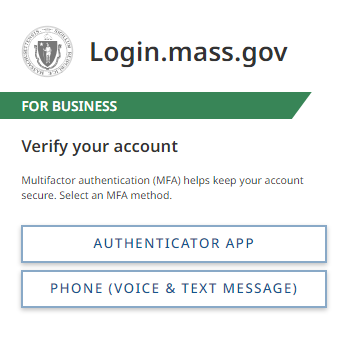 Login.mass.gov
FOR BUSINESS
Verify your account
Multifactor authentication (MFA) helps keep your account
secure. Select an MFA method.
AUTHENTICATOR APP
PHONE (VOICE & TEXT MESSAGE)